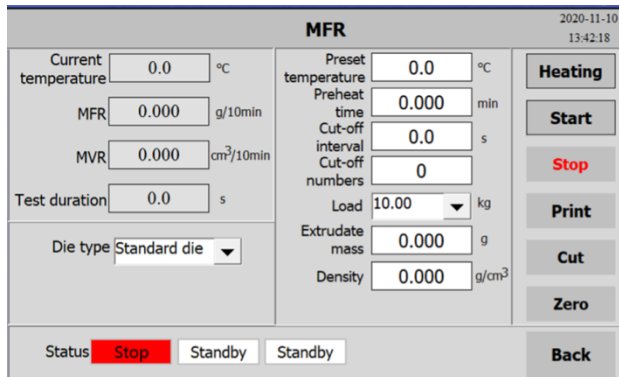 MFR
2020-11-10
13:42:18
Current temperature 0.0 °C
MFR 0.000 g/10min
MVR 0.000 cm³/10min
Test duration 0.0 s
Die type Standard die
Preset temperature 0.0 °C
Preheat time 0.000 min
Cut-off interval 0.0 s
Cut-off numbers 0
Load 10.00 kg
Extrudate mass 0.000 g
Density 0.000 g/cm³
Heating
Start
Stop
Print
Cut
Zero
Back
Status Stop Standby Standby